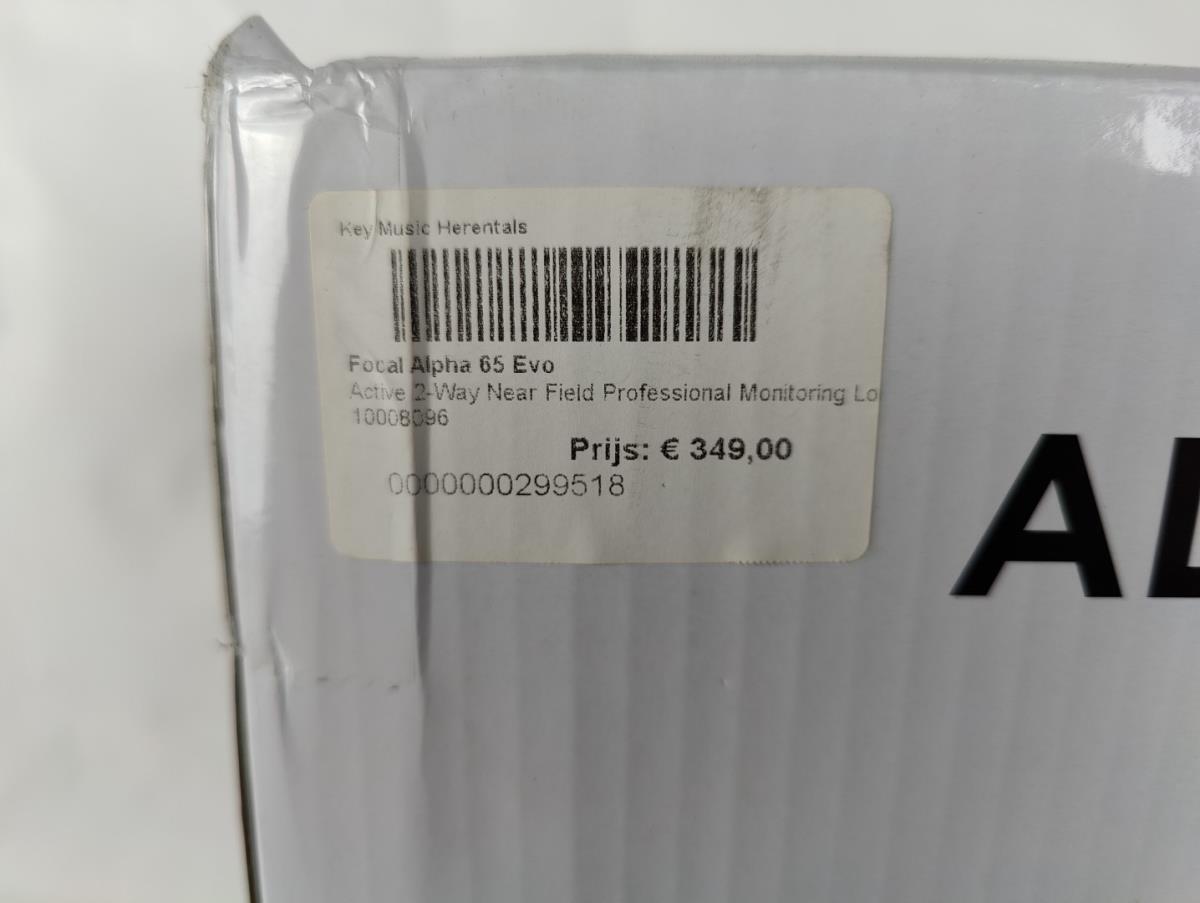 Key Music Herentals
Focal Alpha 65 Evo
Active 2-Way Near Field Professional Monitoring Lo
10008096
Prijs: € 349,00
0000000299518
AL